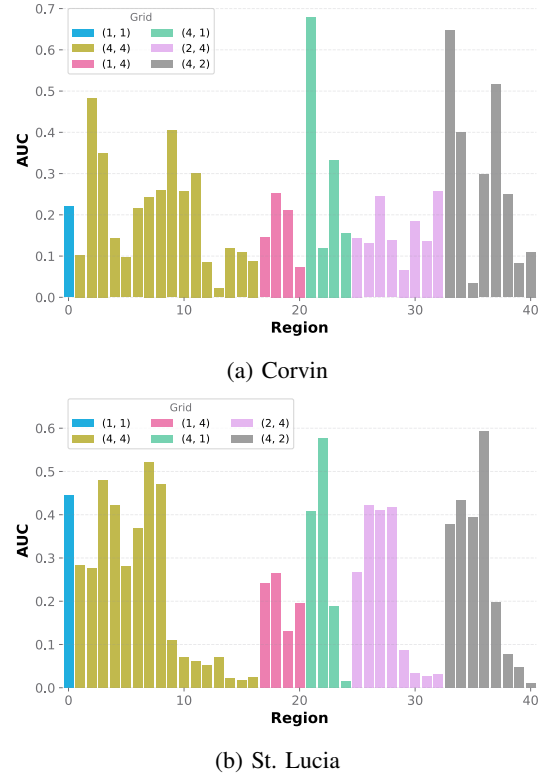 0.7
0.6
0.5
0.4
0.3
0.2
0.1
0.0
AUC
Grid
(1, 1) (4, 1)
(4, 4) (2, 4)
(1, 4) (4, 2)
0 10 20 30 40
Region
(a) Corvin
0.6
0.5
0.4
0.3
0.2
0.1
0.0
AUC
Grid
(1, 1) (1, 4) (2, 4)
(4, 4) (4, 1) (4, 2)
0 10 20 30 40
Region
(b) St. Lucia